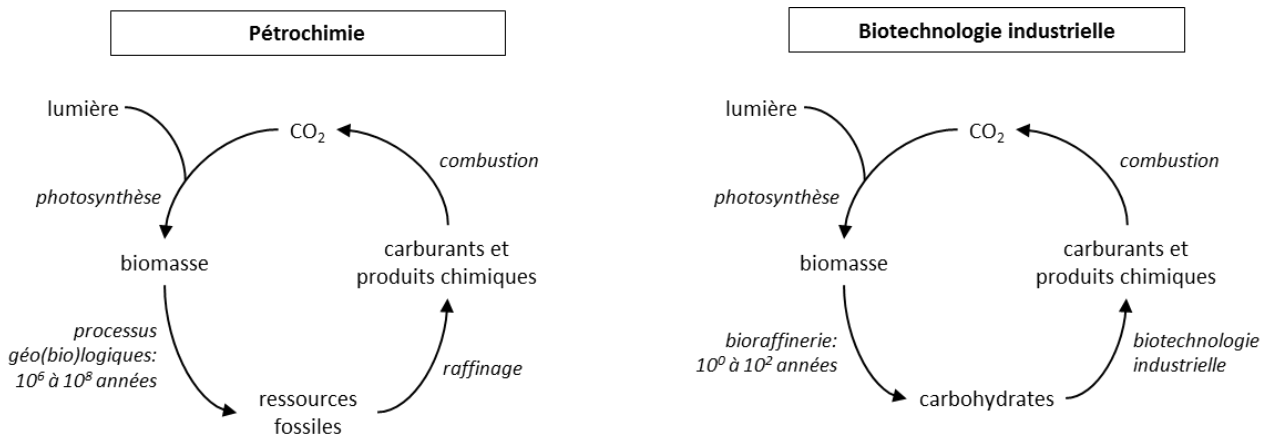 Pétrochimie
lumière
CO₂
combustion
photosynthèse
biomasse
carburants et
produits chimiques
processus
géo(bio)logiques:
10⁶ à 10⁸ années
raffinage
ressources
fossiles
Biotechnologie industrielle
lumière
CO₂
combustion
photosynthèse
biomasse
carburants et
produits chimiques
bioraffinerie:
10⁰ à 10² années
biotechnologie
industrielle
carbohydrates